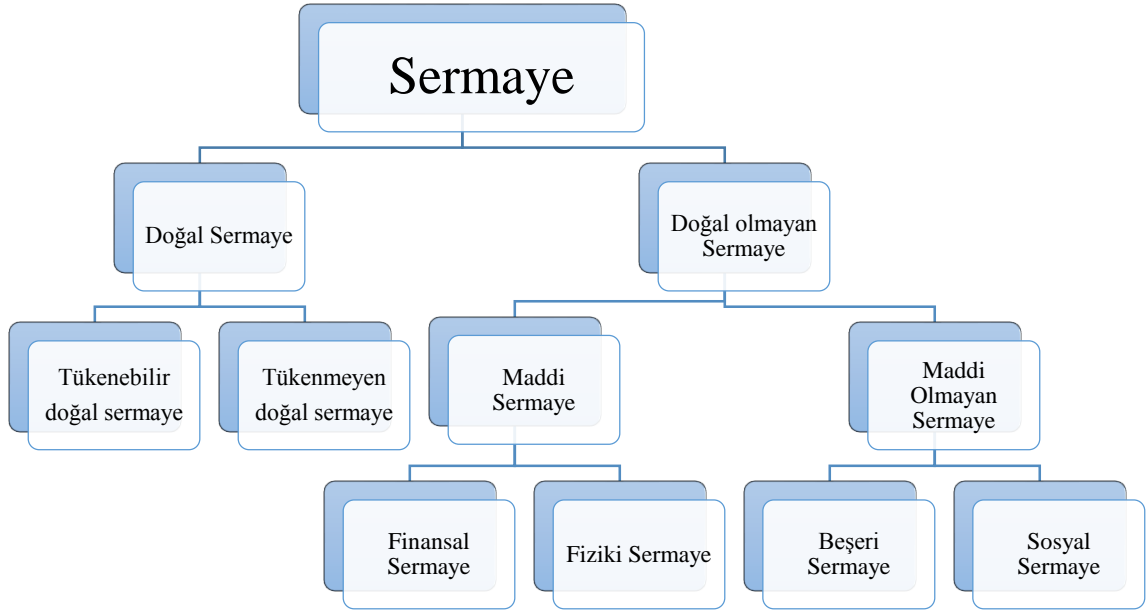 Sermaye
Doğal Sermaye
Doğal olmayan
Sermaye
Tükenebilir
doğal sermaye
Tükenmeyen
doğal sermaye
Maddi
Sermaye
Maddi
Olmayan
Sermaye
Finansal
Sermaye
Fiziki Sermaye
Beşeri
Sermaye
Sosyal
Sermaye